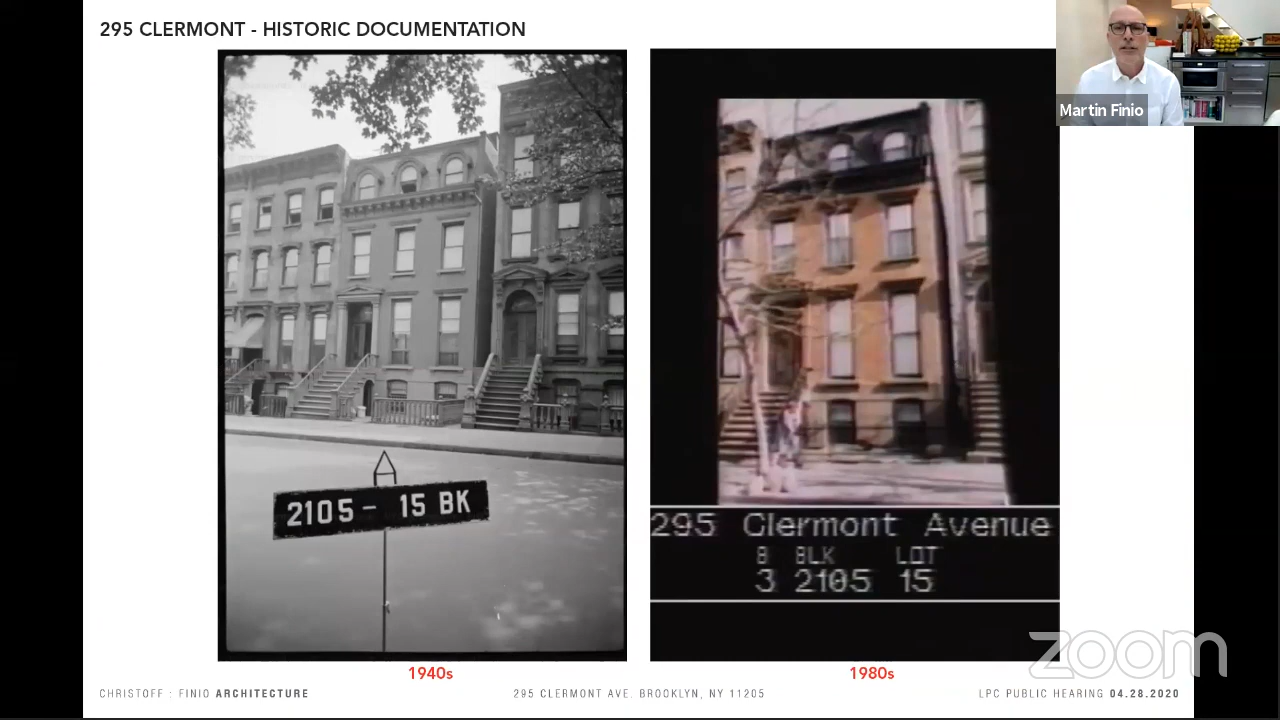 295 CLERMONT - HISTORIC DOCUMENTATION
Martin Finio
2105 - 15 BK
295 Clermont Avenue
B BLK LOT
3 2105 15
zoom
1940s
1980s
CHRISTOFF : FINIO ARCHITECTURE
295 CLERMONT AVE. BROOKLYN, NY 11205
LPC PUBLIC HEARING 04.28.2020